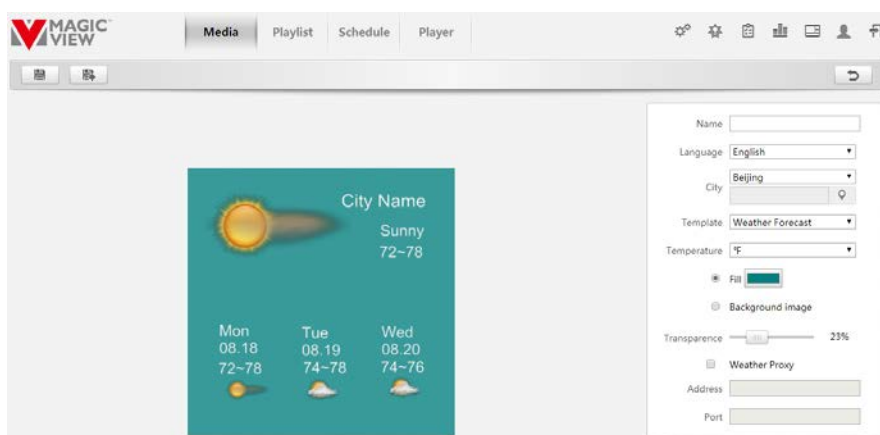 MAGIC VIEW™
Media Playlist Schedule Player
Name
Language English
Beijing
City
Template Weather Forecast
Temperature °F
Fill
Background image
Transparence 23%
Weather Proxy
Address
Port
City Name
Sunny
72~78
Mon Tue Wed
08.18 08.19 08.20
72~78 74~78 74~76